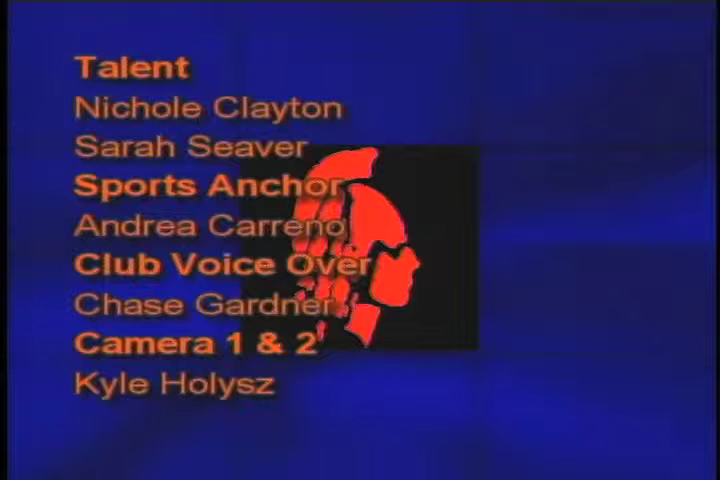 Talent
Nichole Clayton
Sarah Seaver
Sports Anchor
Andrea Carreno
Club Voice Over
Chase Gardner
Camera 1 & 2
Kyle Holysz